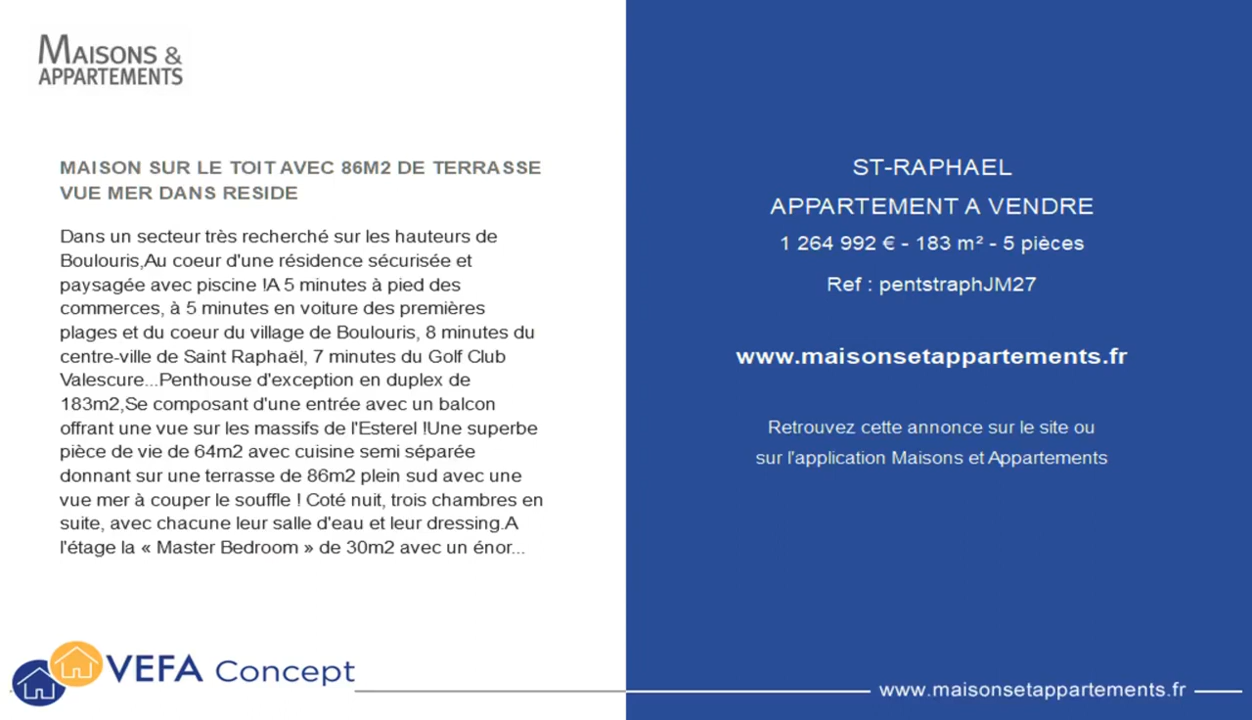 MAISONS &
APPARTEMENTS
MAISON SUR LE TOIT AVEC 86M2 DE TERRASSE
VUE MER DANS RESIDE
Dans un secteur très recherché sur les hauteurs de
Boulouris,Au coeur d'une résidence sécurisée et
paysagée avec piscine !A 5 minutes à pied des
commerces, à 5 minutes en voiture des premières
plages et du coeur du village de Boulouris, 8 minutes du
centre-ville de Saint Raphaël, 7 minutes du Golf Club
Valescure...Penthouse d'exception en duplex de
183m2,Se composant d'une entrée avec un balcon
offrant une vue sur les massifs de l'Esterel !Une superbe
pièce de vie de 64m2 avec cuisine semi séparée
donnant sur une terrasse de 86m2 plein sud avec une
vue mer à couper le souffle ! Coté nuit, trois chambres en
suite, avec chacune leur salle d'eau et leur dressing.A
l'étage la « Master Bedroom » de 30m2 avec un énor...
VEFA Concept
ST-RAPHAEL
APPARTEMENT A VENDRE
1 264 992 € - 183 m² - 5 pièces
Ref : pentstraphJM27
www.maisonsetappartements.fr
Retrouvez cette annonce sur le site ou
sur l'application Maisons et Appartements
www.maisonsetappartements.fr